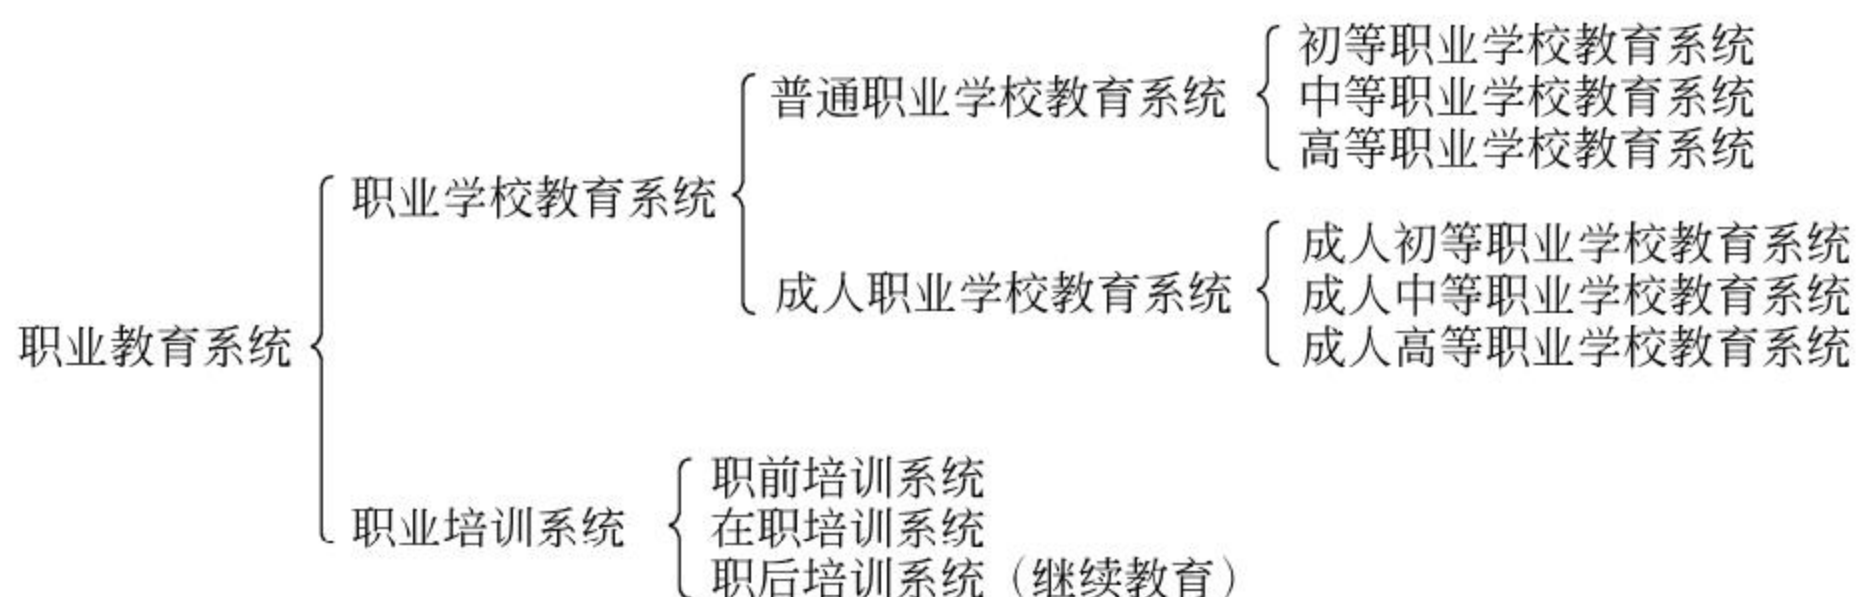 初等职业学校教育系统
普通职业学校教育系统
中等职业学校教育系统
高等职业学校教育系统
职业学校教育系统
成人初等职业学校教育系统
成人职业学校教育系统
成人中等职业学校教育系统
成人高等职业学校教育系统
职业教育系统
职前培训系统
职业培训系统
在职培训系统
职后培训系统（继续教育）